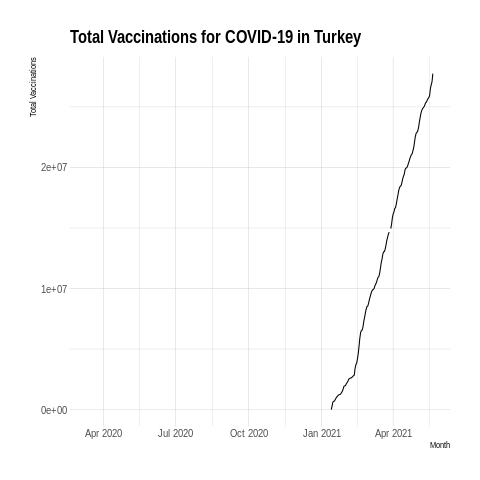 Total Vaccinations for COVID-19 in Turkey
Total Vaccinations
2e+07
1e+07
0e+00
Apr 2020 Jul 2020 Oct 2020 Jan 2021 Apr 2021
Month